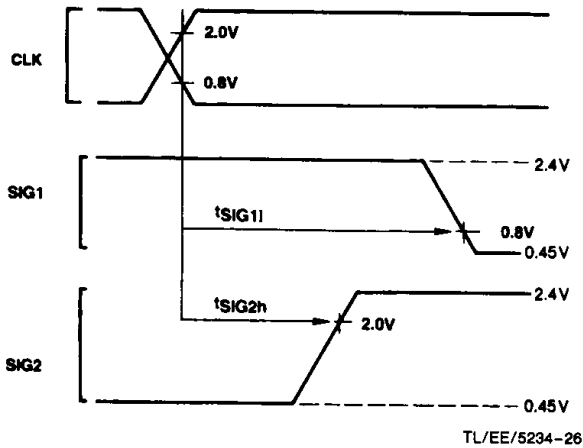 CLK
2.0V
0.8V
SIG1
2.4V
tSIG1l
0.8V
0.45V
SIG2
2.4V
tSIG2h
2.0V
0.45V
TL/EE/5234-26